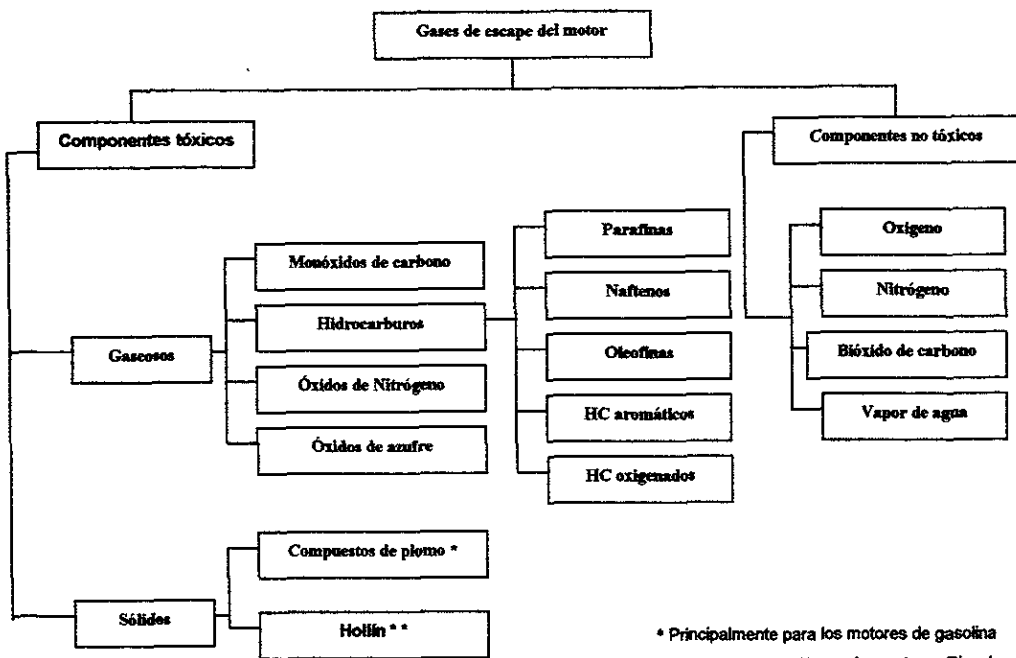 Gases de escape del motor
Componentes tóxicos
Componentes no tóxicos
Gaseosos
Monóxidos de carbono
Hidrocarburos
Óxidos de Nitrógeno
Óxidos de azufre
Parafinas
Naftenos
Oleofinas
HC aromáticos
HC oxigenados
Oxigeno
Nitrógeno
Bióxido de carbono
Vapor de agua
Sólidos
Compuestos de plomo *
Hollín * *
* Principalmente para los motores de gasolina